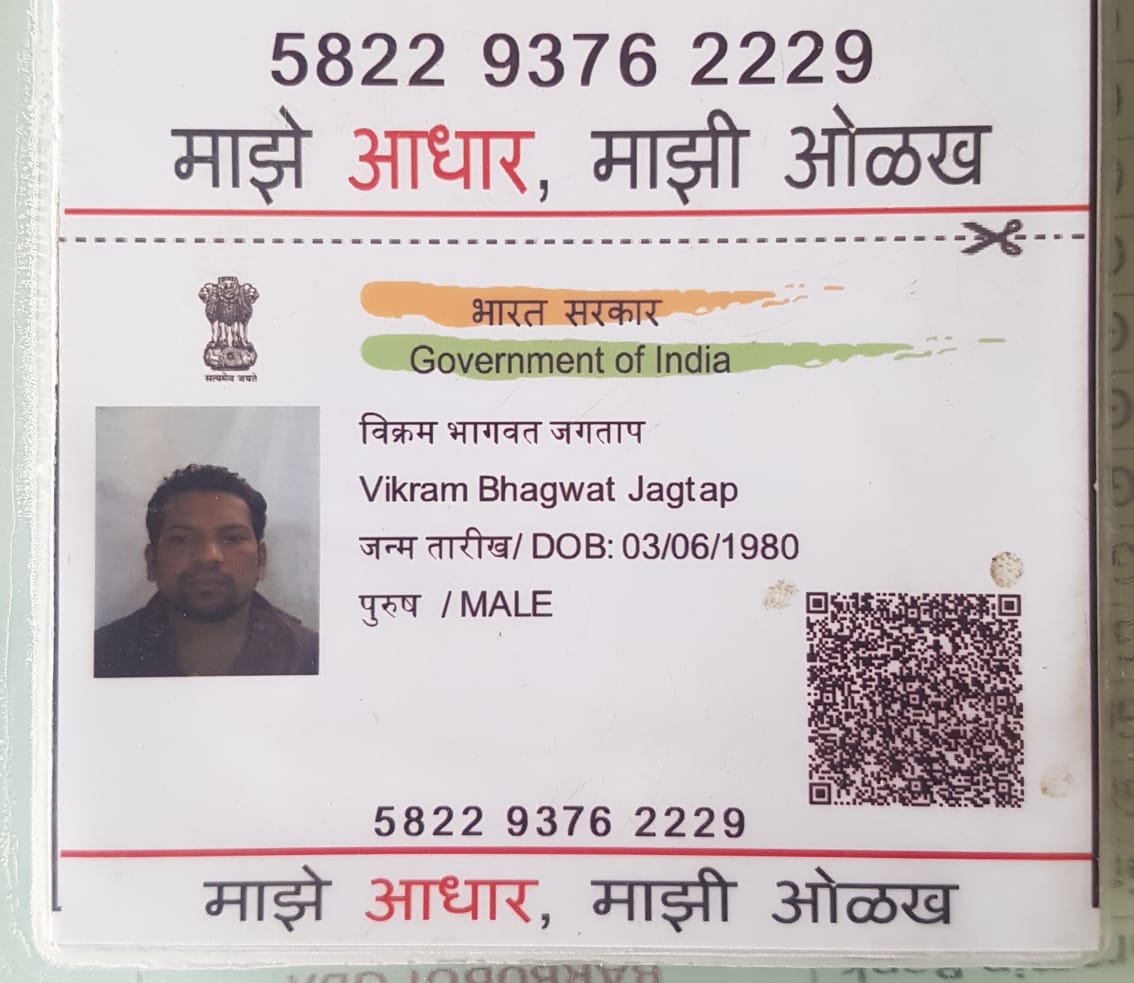 5822 9376 2229
माझे आधार, माझी ओळख
सत्यमेव जयते
भारत सरकार
Government of India
विक्रम भागवत जगताप
Vikram Bhagwat Jagtap
जन्म तारीख/ DOB: 03/06/1980
पुरुष / MALE
5822 9376 2229
माझे आधार, माझी ओळख